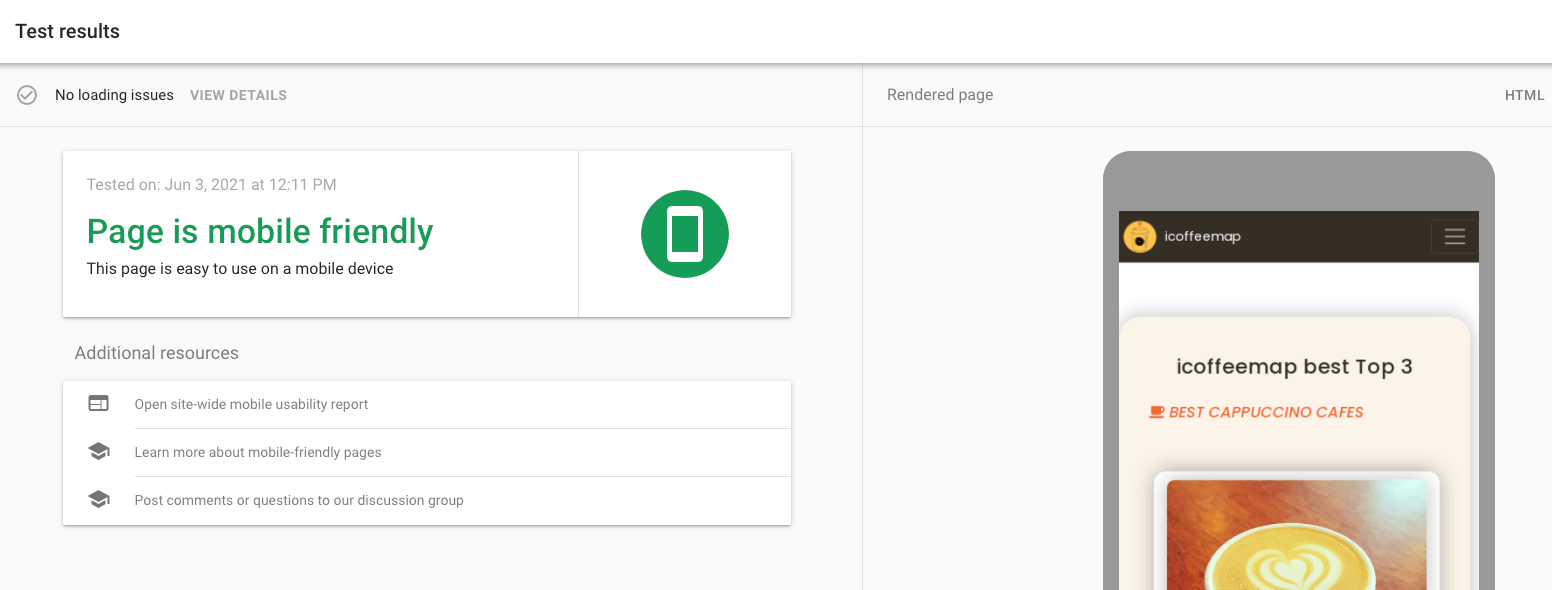 Test results
No loading issues VIEW DETAILS
Rendered page
HTML
Tested on: Jun 3, 2021 at 12:11 PM
Page is mobile friendly
This page is easy to use on a mobile device
Additional resources
Open site-wide mobile usability report
Learn more about mobile-friendly pages
Post comments or questions to our discussion group
icoffeemap
icoffeemap best Top 3
BEST CAPPUCCINO CAFES